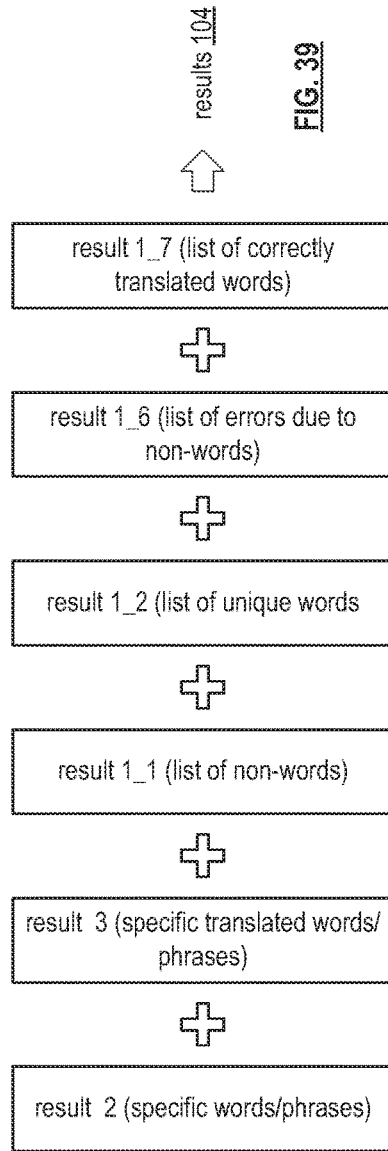 results 104
FIG. 39
result 1_7 (list of correctly
translated words)
result 1_6 (list of errors due to
non-words)
result 1_2 (list of unique words
result 1_1 (list of non-words)
result 3 (specific translated words/
phrases)
result 2 (specific words/phrases)